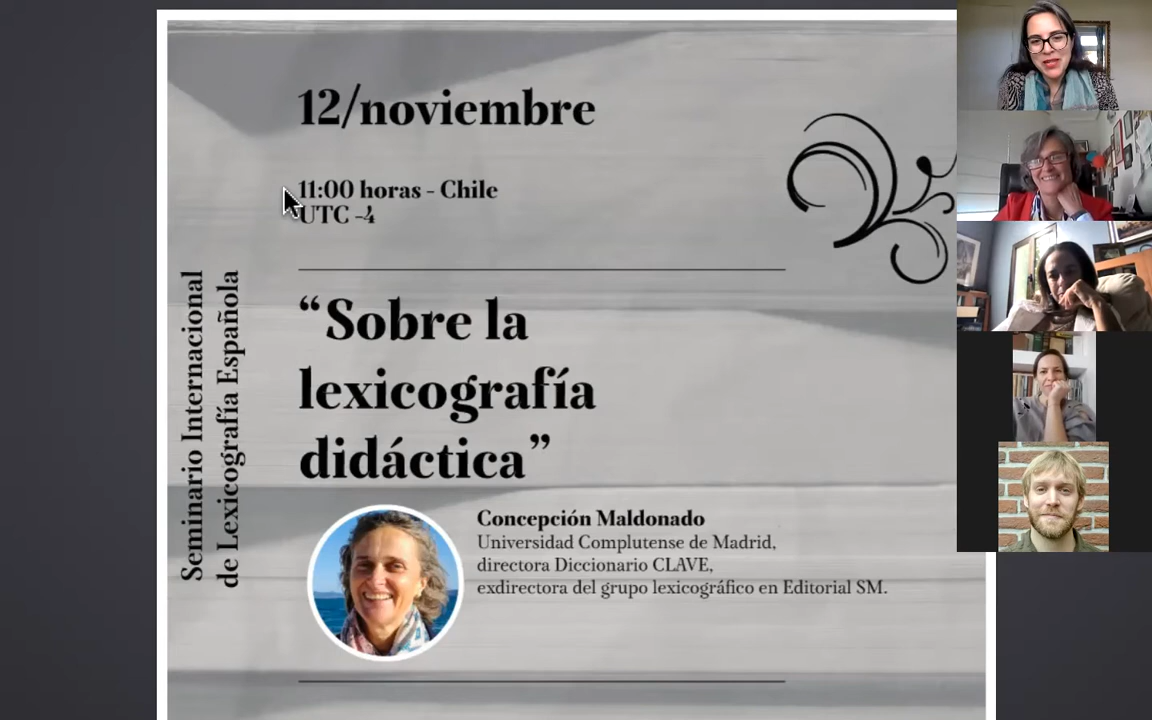 12/noviembre
11:00 horas - Chile
UTC -4
Seminario Internacional
de Lexicografía Española
“Sobre la
lexicografía
didáctica”
Concepción Maldonado
Universidad Complutense de Madrid,
directora Diccionario CLAVE,
exdirectora del grupo lexicográfico en Editorial SM.